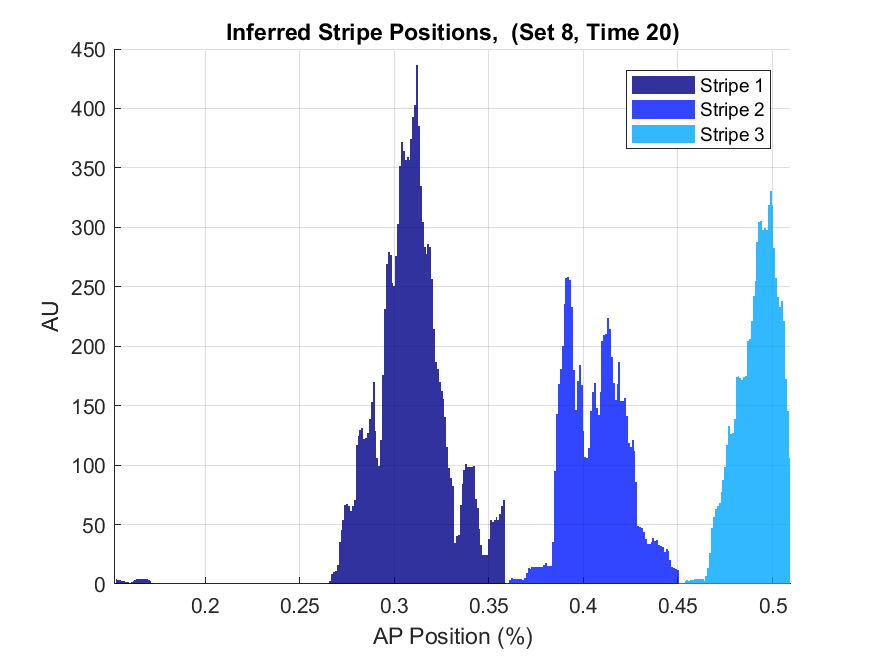 Inferred Stripe Positions,  (Set 8, Time 20)
450
400
350
300
250
200
150
100
50
0
AU
Stripe 1
Stripe 2
Stripe 3
0.2 0.25 0.3 0.35 0.4 0.45 0.5
AP Position (%)